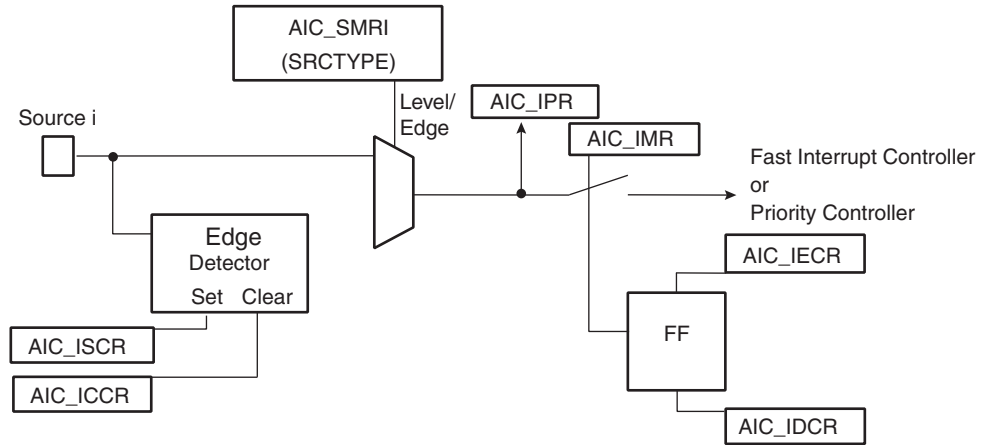 AIC_SMRI
(SRCTYPE)
Level/
Edge
AIC_IPR
AIC_IMR
Source i
Fast Interrupt Controller
or
Priority Controller
Edge
Detector
Set Clear
AIC_IECR
FF
AIC_ISCR
AIC_ICCR
AIC_IDCR